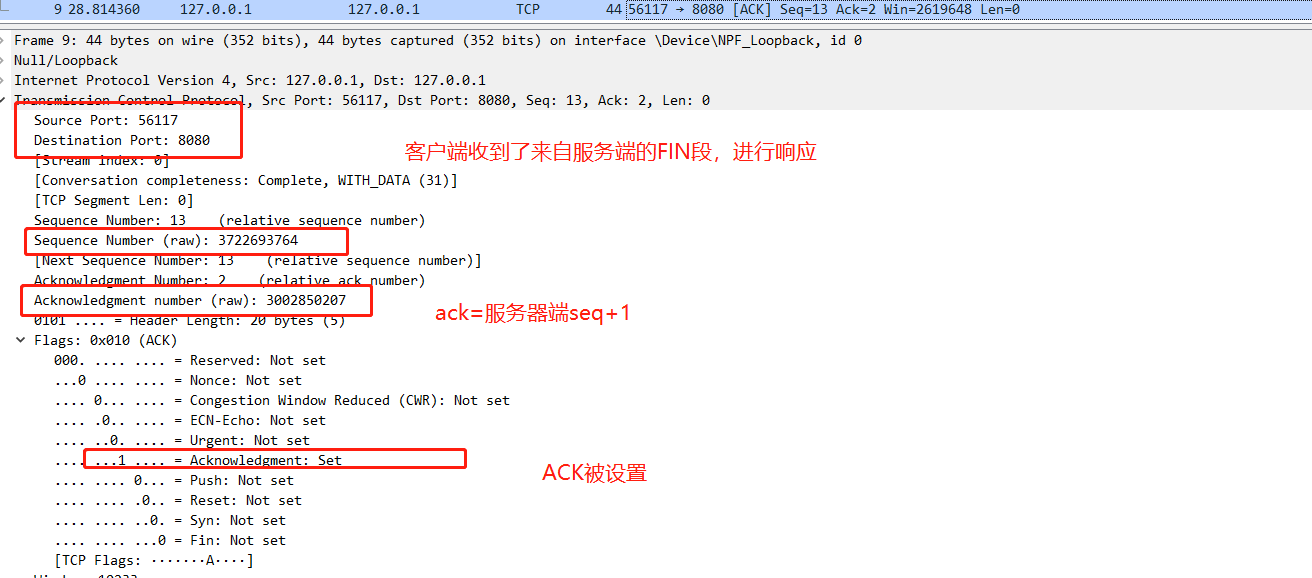 9 28.814360 127.0.0.1 127.0.0.1 TCP 44 56117 → 8080 [ACK] Seq=13 Ack=2 Win=2619648 Len=0
Frame 9: 44 bytes on wire (352 bits), 44 bytes captured (352 bits) on interface \Device\NPF_Loopback, id 0
Null/Loopback
Internet Protocol Version 4, Src: 127.0.0.1, Dst: 127.0.0.1
Transmission Control Protocol, Src Port: 56117, Dst Port: 8080, Seq: 13, Ack: 2, Len: 0
Source Port: 56117
Destination Port: 8080
客户端收到了来自服务端的FIN段，进行响应
[Stream index: 0]
[Conversation completeness: Complete, WITH_DATA (31)]
[TCP Segment Len: 0]
Sequence Number: 13 (relative sequence number)
Sequence Number (raw): 3722693764
[Next Sequence Number: 13 (relative sequence number)]
Acknowledgment Number: 2 (relative ack number)
Acknowledgment number (raw): 3002850207
ack=服务器端seq+1
0101 .... = Header Length: 20 bytes (5)
Flags: 0x010 (ACK)
000. .... .... = Reserved: Not set
...0 .... .... = Nonce: Not set
.... 0... .... = Congestion Window Reduced (CWR): Not set
.... .0.. .... = ECN-Echo: Not set
.... ..0. .... = Urgent: Not set
.... ...1 .... = Acknowledgment: Set
ACK被设置
.... .... 0... = Push: Not set
.... .... .0.. = Reset: Not set
.... .... ..0. = Syn: Not set
.... .... ...0 = Fin: Not set
[TCP Flags: ·······A····]